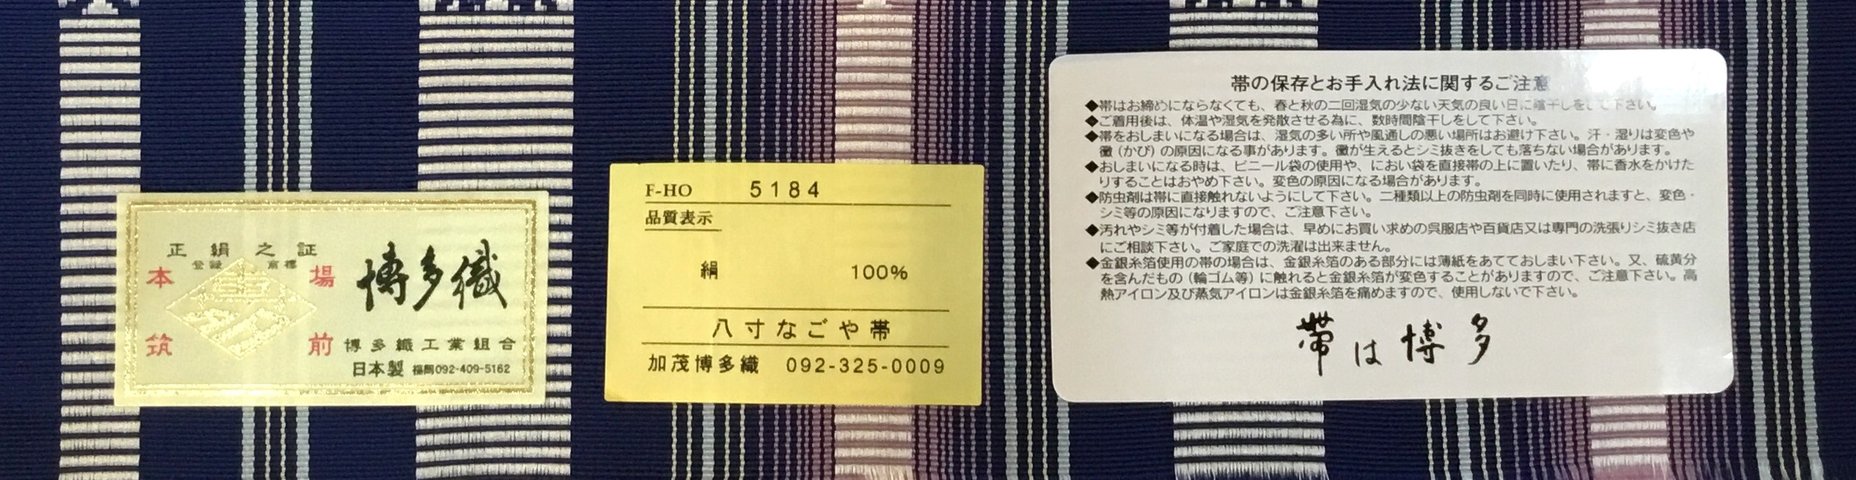 正絹之証
登録 商標
本場
筑前
博多織
博多織工業組合
日本製 福岡092-409-5162
F-HO 5184
品質表示
絹 100%
八寸なごや帯
加茂博多織 092-325-0009
帯の保存とお手入れ法に関するご注意
◆帯はお締めにならなくても、春と秋の二回湿気の少ない天気の良い日に陰干しをして下さい。
◆ご着用後は、体温や湿気を発散させる為に、数時間陰干しをして下さい。
◆帯をおしまいになる場合は、湿気の多い所や風通しの悪い場所はお避け下さい。汗・湿りは変色や
黴(かび)の原因になる事があります。黴が生えるとシミ抜きをしても落ちない場合があります。
◆おしまいになる時は、ビニール袋の使用や、におい袋を直接帯の上に置いたり、帯に香水をかけた
りすることはおやめ下さい。変色の原因になる場合があります。
◆防虫剤は帯に直接触れないようにして下さい。二種類以上の防虫剤を同時に使用されますと、変色・
シミ等の原因になりますので、ご注意下さい。
◆汚れやシミ等が付着した場合は、早めにお買い求めの呉服店や百貨店又は専門の洗張りシミ抜き店
にご相談下さい。ご家庭での洗濯は出来ません。
◆金銀糸箔使用の帯の場合は、金銀糸箔のある部分には薄紙をあてておしまい下さい。又、硫黄分
を含んだもの(輪ゴム等)に触れると金銀糸箔が変色することがありますので、ご注意下さい。高
熱アイロン及び蒸気アイロンは金銀糸箔を痛めますので、使用しないで下さい。
帯は博多